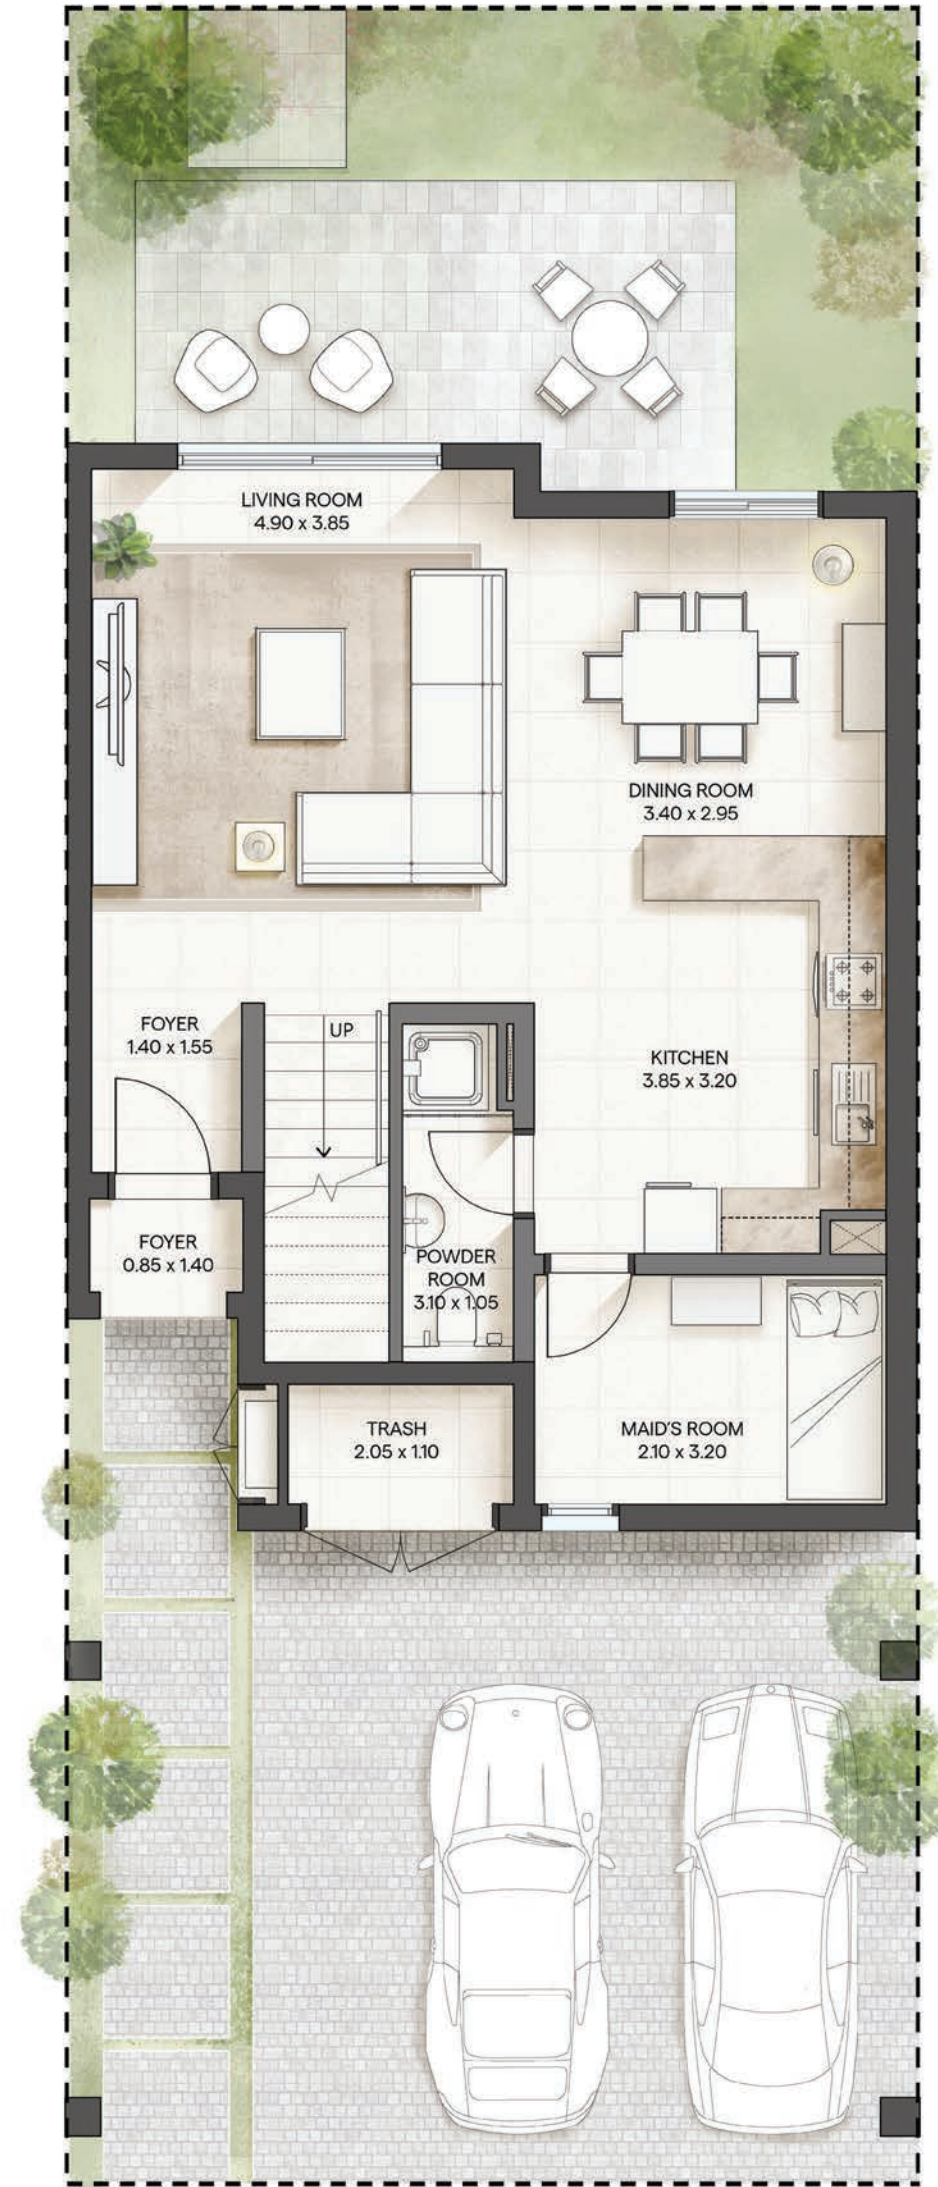 LIVING ROOM
4.90 x 3.85
DINING ROOM
3.40 x 2.95
FOYER
1.40 x 1.55
UP
KITCHEN
3.85 x 3.20
FOYER
0.85 x 1.40
POWDER
ROOM
3.10 x 1.05
TRASH
2.05 x 1.10
MAID'S ROOM
2.10 x 3.20